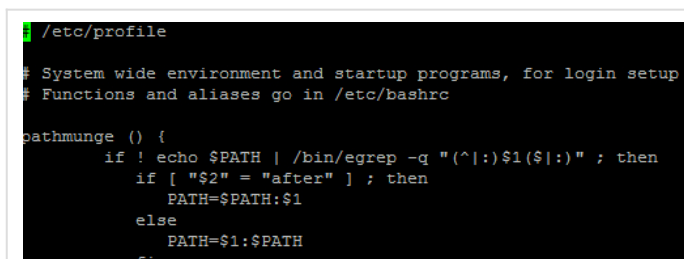 # /etc/profile
# System wide environment and startup programs, for login setup
# Functions and aliases go in /etc/bashrc
pathmunge () {
if ! echo $PATH | /bin/egrep -q "(^|:)$1($|:)" ; then
if [ "$2" = "after" ] ; then
PATH=$PATH:$1
else
PATH=$1:$PATH